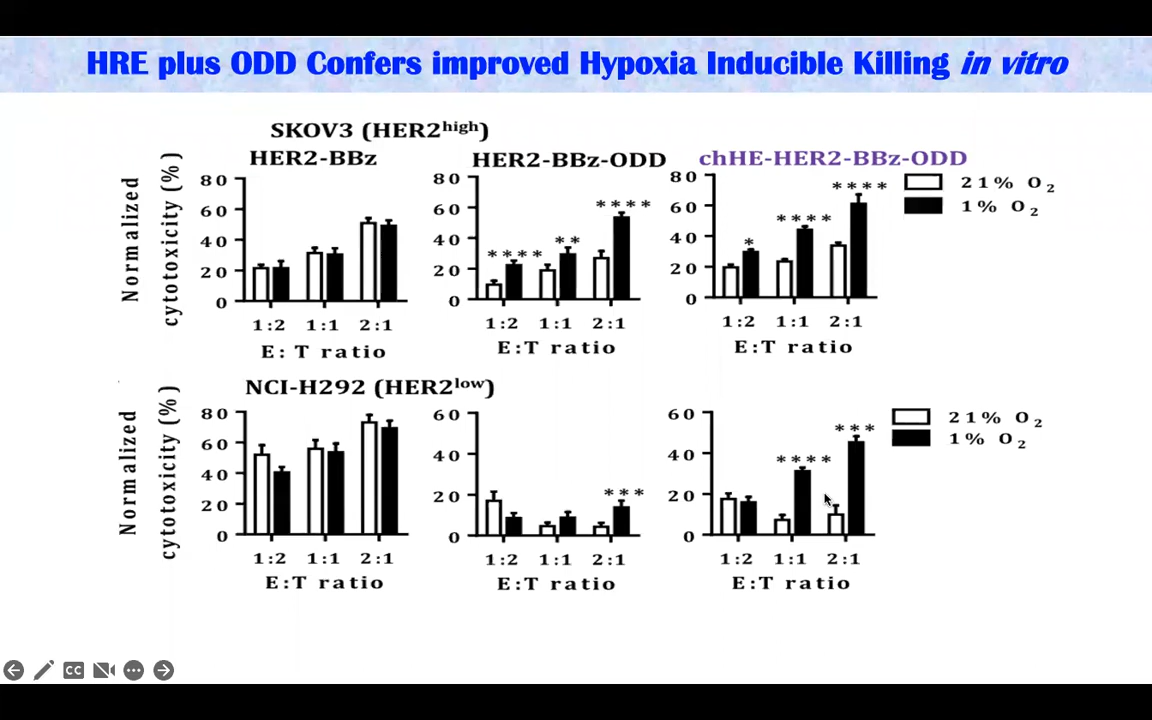 HRE plus ODD Confers improved Hypoxia Inducible Killing in vitro
SKOV3 (HER2high)
HER2-BBz
HER2-BBz-ODD
chHE-HER2-BBz-ODD
Normalized
cytotoxicity (%)
80
60
40
20
0
1:2 1:1 2:1
E: T ratio
80
60
40
20
0
**** ** ****
1:2 1:1 2:1
E:T ratio
80
60
40
20
0
* **** ****
1:2 1:1 2:1
E:T ratio
21% O2
1% O2
NCI-H292 (HER2low)
Normalized
cytotoxicity (%)
80
60
40
20
0
1:2 1:1 2:1
E:T ratio
60
40
20
0
***
1:2 1:1 2:1
E:T ratio
60
40
20
0
**** ***
1:2 1:1 2:1
E:T ratio
21% O2
1% O2
CC